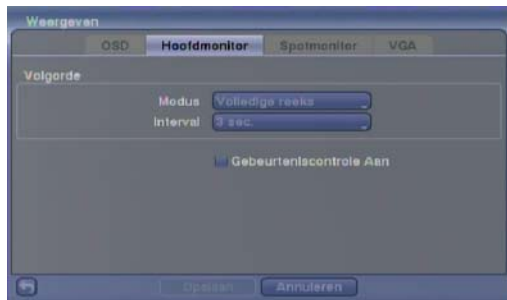 Weergeven
OSD Hoofdmonitor Spotmonitor VGA
Volgorde
Modus Volledige reeks
Interval 3 sec.
Gebeurteniscontrole Aan
Opslaan Annuleren